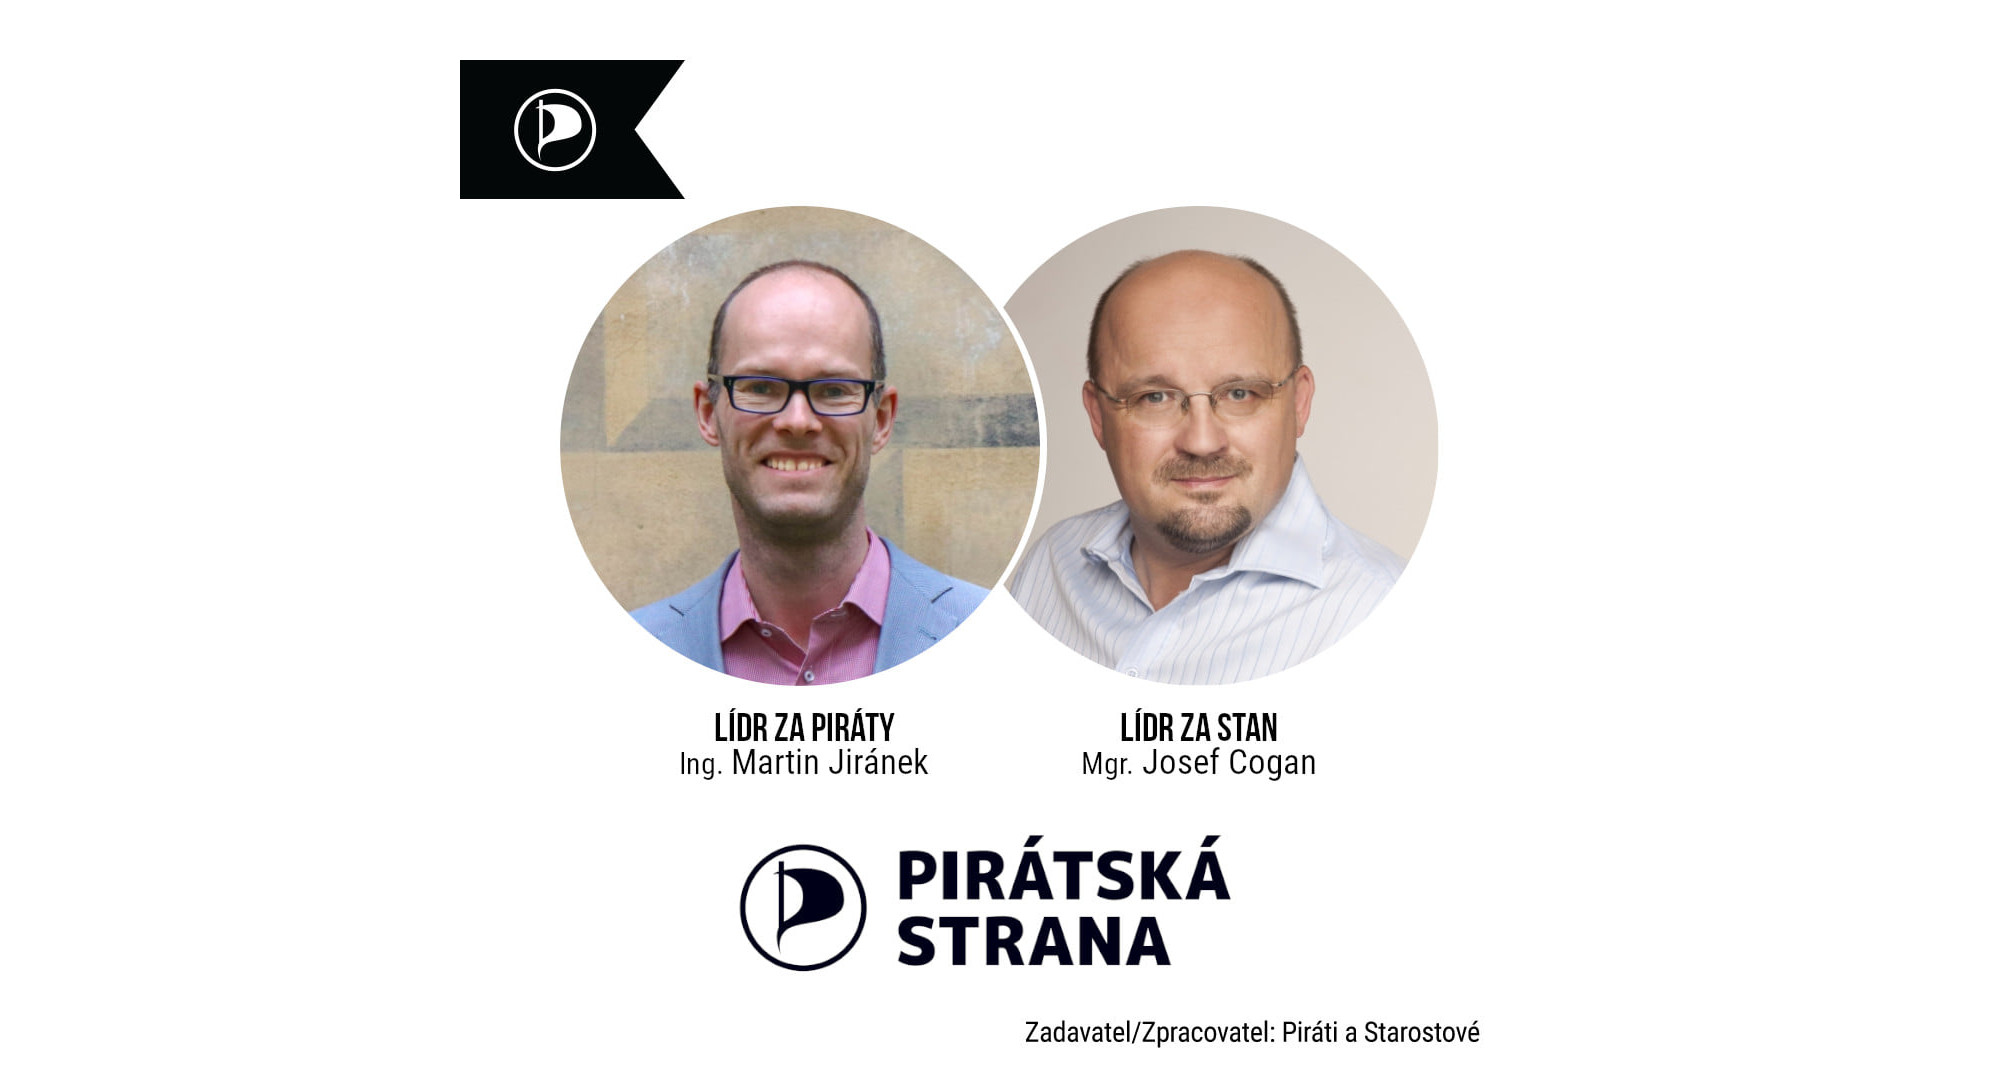 LÍDR ZA PIRÁTY
Ing. Martin Jiránek
LÍDR ZA STAN
Mgr. Josef Cogan
PIRÁTSKÁ
STRANA
Zadavatel/Zpracovatel: Piráti a Starostové